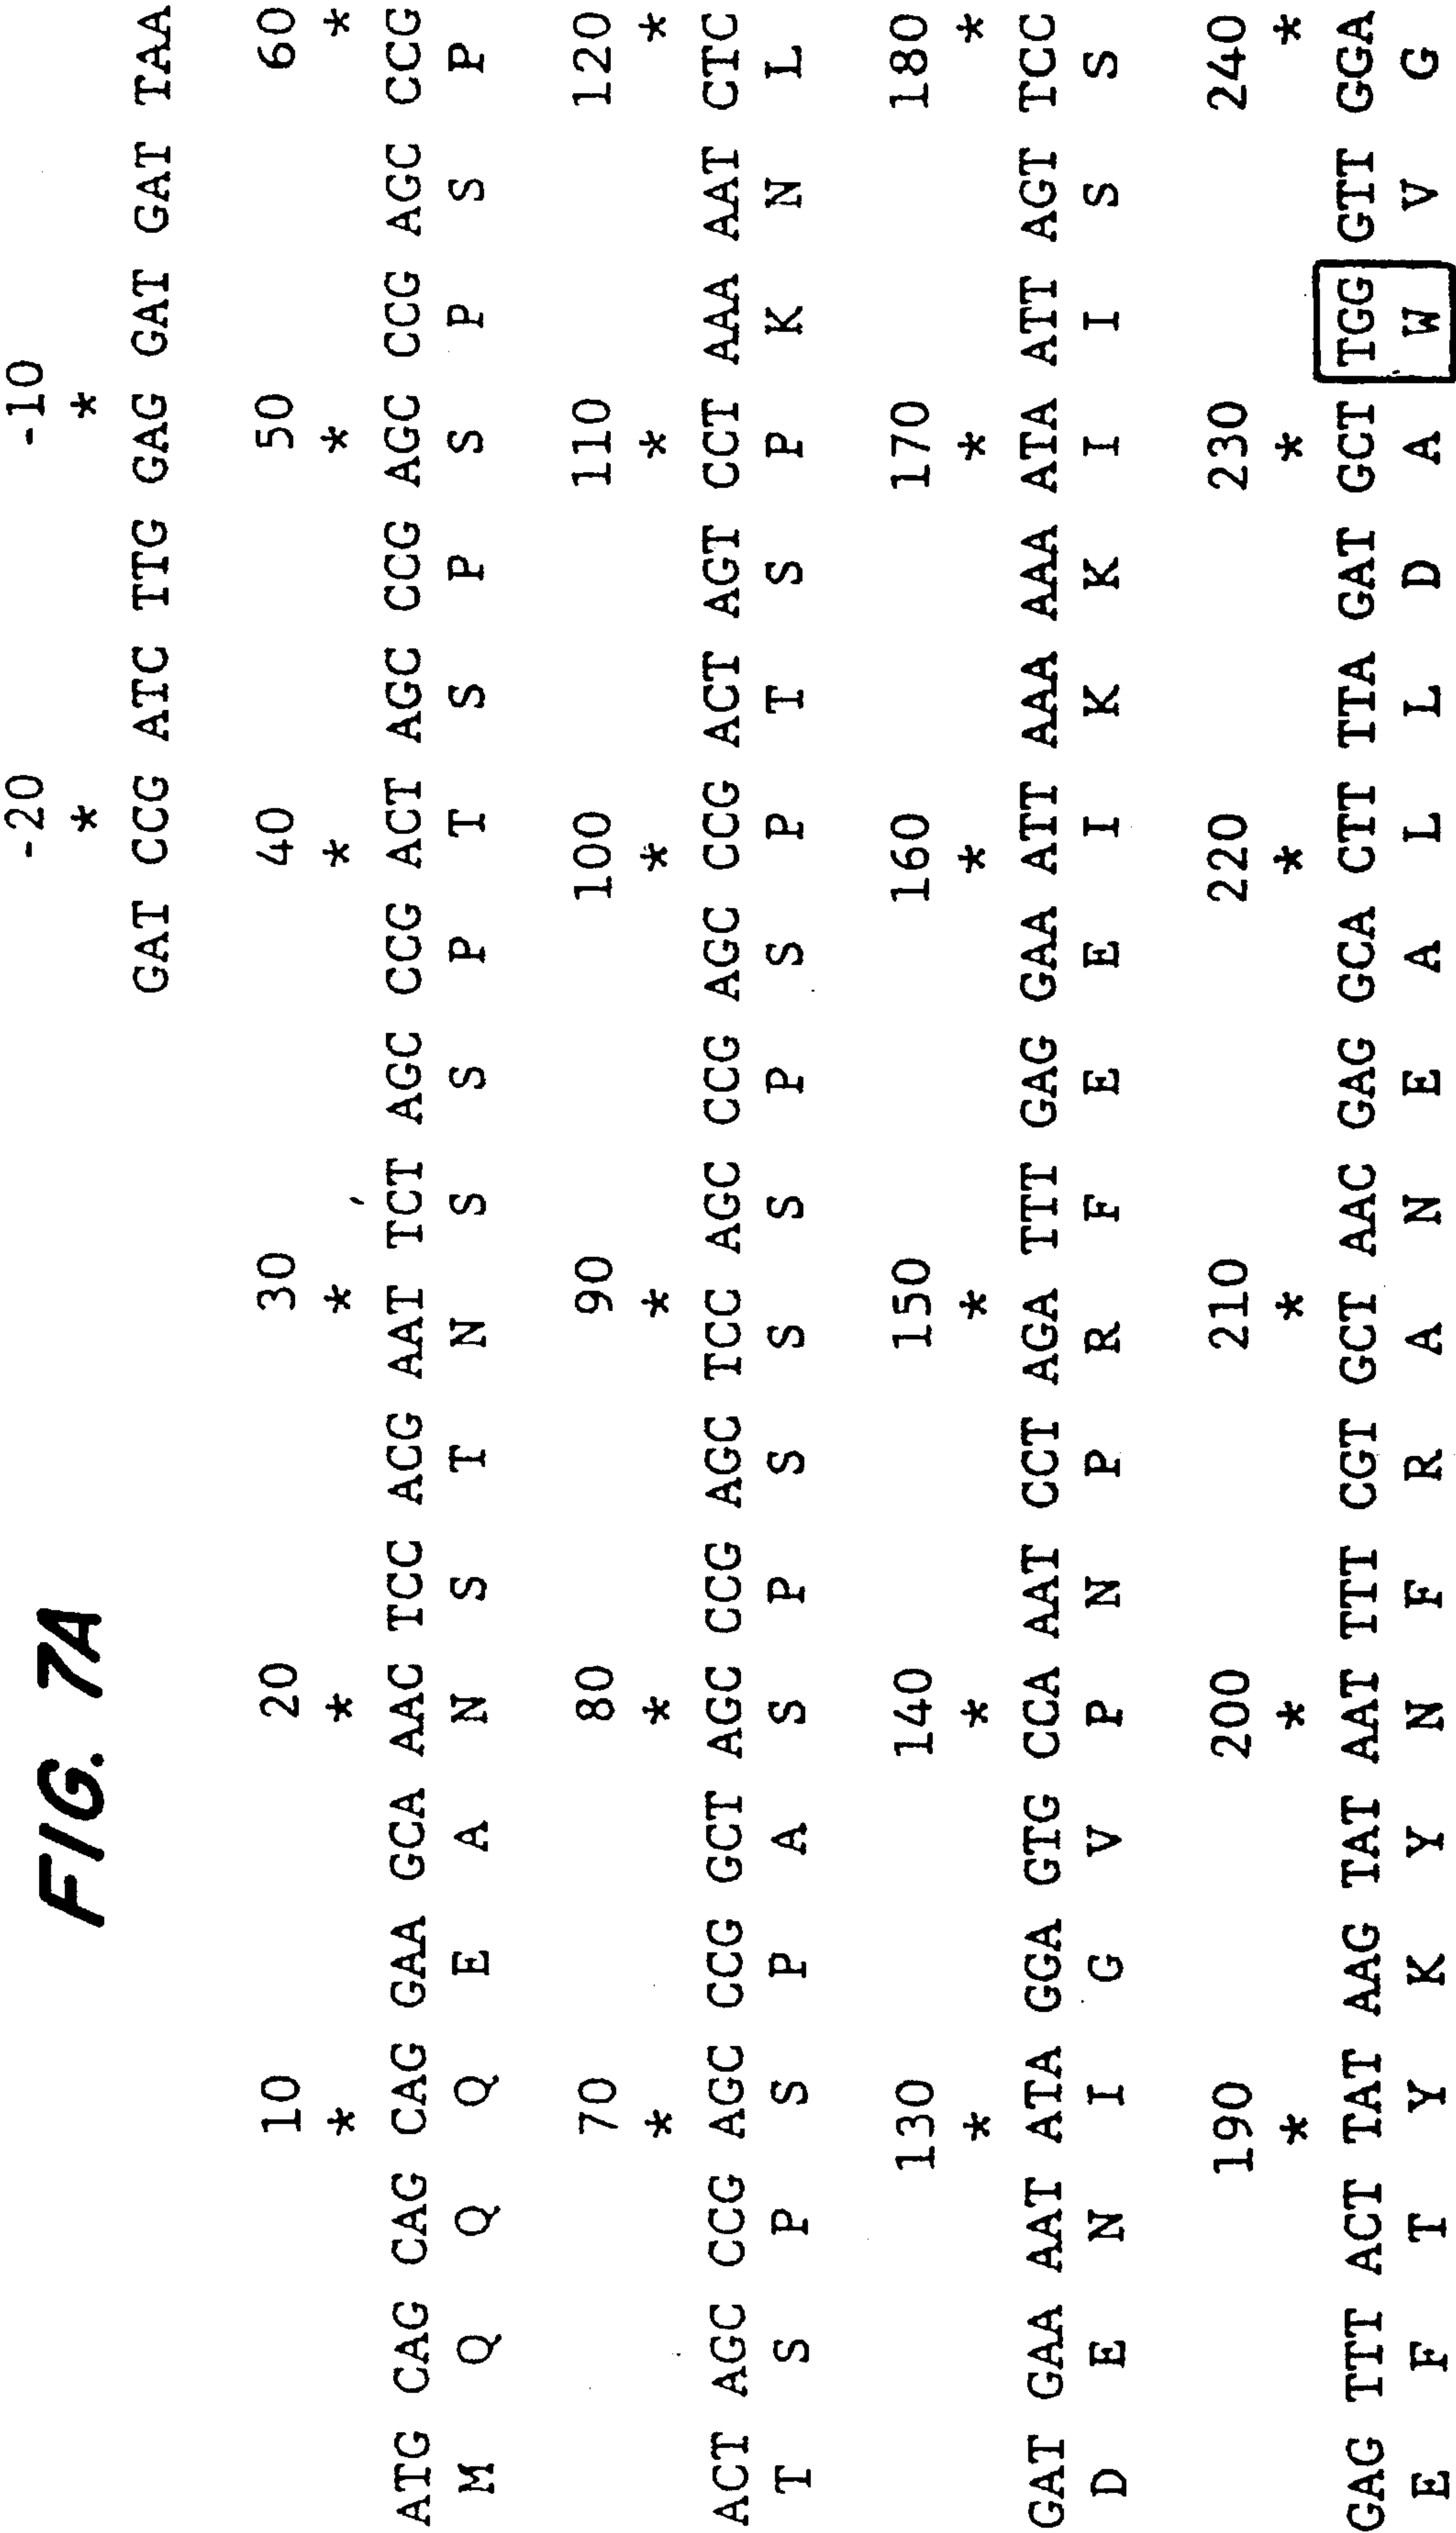 FIG. 7A
-20 -10
* *
GAT CCG ATC TTG GAG GAT GAT TAA
10 20 30 40 50 60
* * * * * *
ATG CAG CAG CAG GAA GCA AAC TCC ACG AAT TCT AGC CCG ACT AGC CCG AGC CCG AGC CCG
M Q Q Q E A N S T N S S P T S P S P S P
70 80 90 100 110 120
* * * * * *
ACT AGC CCG AGC CCG GCT AGC CCG AGC TCC AGC CCG AGC CCG ACT AGT CCT AAA AAT CTC
T S P S P A S P S S S P S P T S P K N L
130 140 150 160 170 180
* * * * * *
GAT GAA AAT ATA GGA GTG CCA AAT CCT AGA TTT GAG GAA ATT AAA AAA ATA ATT AGT TCC
D E N I G V P N P R F E E I K K I I S S
190 200 210 220 230 240
* * * * * *
GAG TTT ACT TAT AAG TAT AAT TTT CGT GCT AAC GAG GCA CTT TTA GAT GCT TGG GTT GGA
E F T Y K Y N F R A N E A L L D A W V G